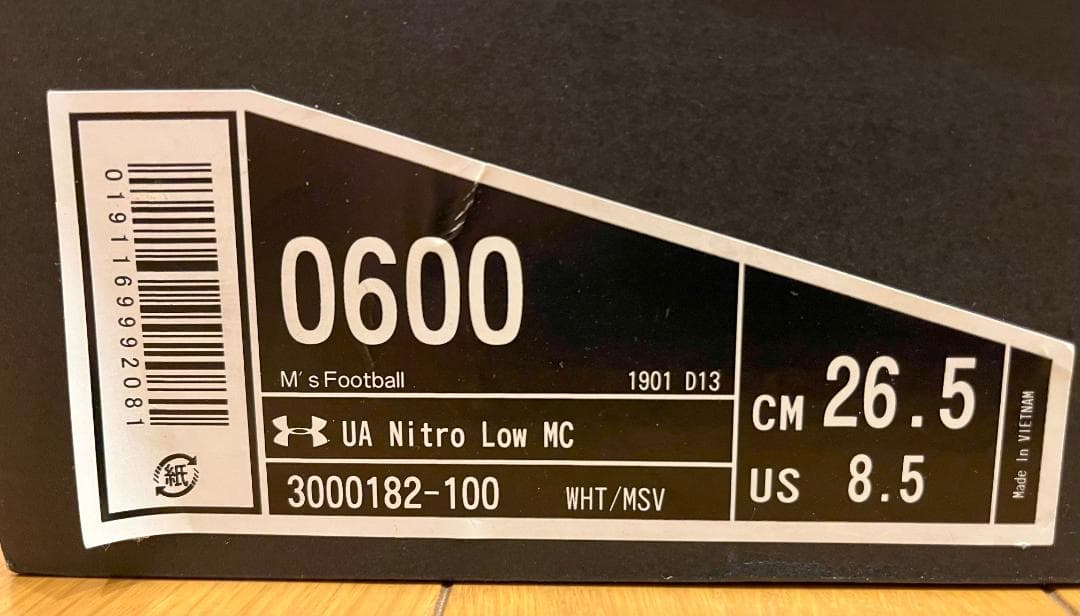 0191169992081
紙
0600
M's Football
1901 D13
UA Nitro Low MC
3000182-100 WHT/MSV
CM 26.5
US 8.5
Made in VIETNAM